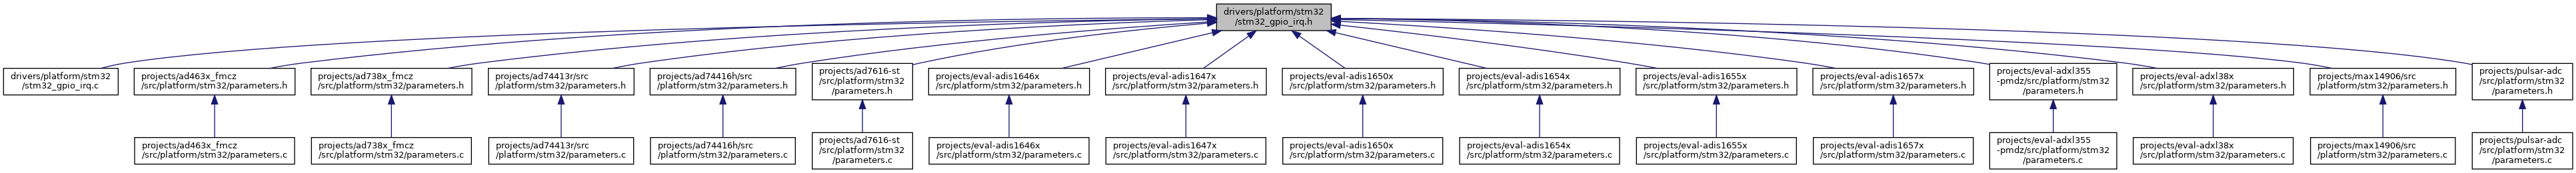 drivers/platform/stm32
/stm32_gpio_irq.h
drivers/platform/stm32
/stm32_gpio_irq.c
projects/ad463x_fmcz
/src/platform/stm32/parameters.h
projects/ad738x_fmcz
/src/platform/stm32/parameters.h
projects/ad74413r/src
/platform/stm32/parameters.h
projects/ad74416h/src
/platform/stm32/parameters.h
projects/ad7616-st
/src/platform/stm32
/parameters.h
projects/eval-adis1646x
/src/platform/stm32/parameters.h
projects/eval-adis1647x
/src/platform/stm32/parameters.h
projects/eval-adis1650x
/src/platform/stm32/parameters.h
projects/eval-adis1654x
/src/platform/stm32/parameters.h
projects/eval-adis1655x
/src/platform/stm32/parameters.h
projects/eval-adis1657x
/src/platform/stm32/parameters.h
projects/eval-adxl355
-pmdz/src/platform/stm32
/parameters.h
projects/eval-adxl38x
/src/platform/stm32/parameters.h
projects/max14906/src
/platform/stm32/parameters.h
projects/pulsar-adc
/src/platform/stm32
/parameters.h
projects/ad463x_fmcz
/src/platform/stm32/parameters.c
projects/ad738x_fmcz
/src/platform/stm32/parameters.c
projects/ad74413r/src
/platform/stm32/parameters.c
projects/ad74416h/src
/platform/stm32/parameters.c
projects/ad7616-st
/src/platform/stm32
/parameters.c
projects/eval-adis1646x
/src/platform/stm32/parameters.c
projects/eval-adis1647x
/src/platform/stm32/parameters.c
projects/eval-adis1650x
/src/platform/stm32/parameters.c
projects/eval-adis1654x
/src/platform/stm32/parameters.c
projects/eval-adis1655x
/src/platform/stm32/parameters.c
projects/eval-adis1657x
/src/platform/stm32/parameters.c
projects/eval-adxl355
-pmdz/src/platform/stm32
/parameters.c
projects/eval-adxl38x
/src/platform/stm32/parameters.c
projects/max14906/src
/platform/stm32/parameters.c
projects/pulsar-adc
/src/platform/stm32
/parameters.c